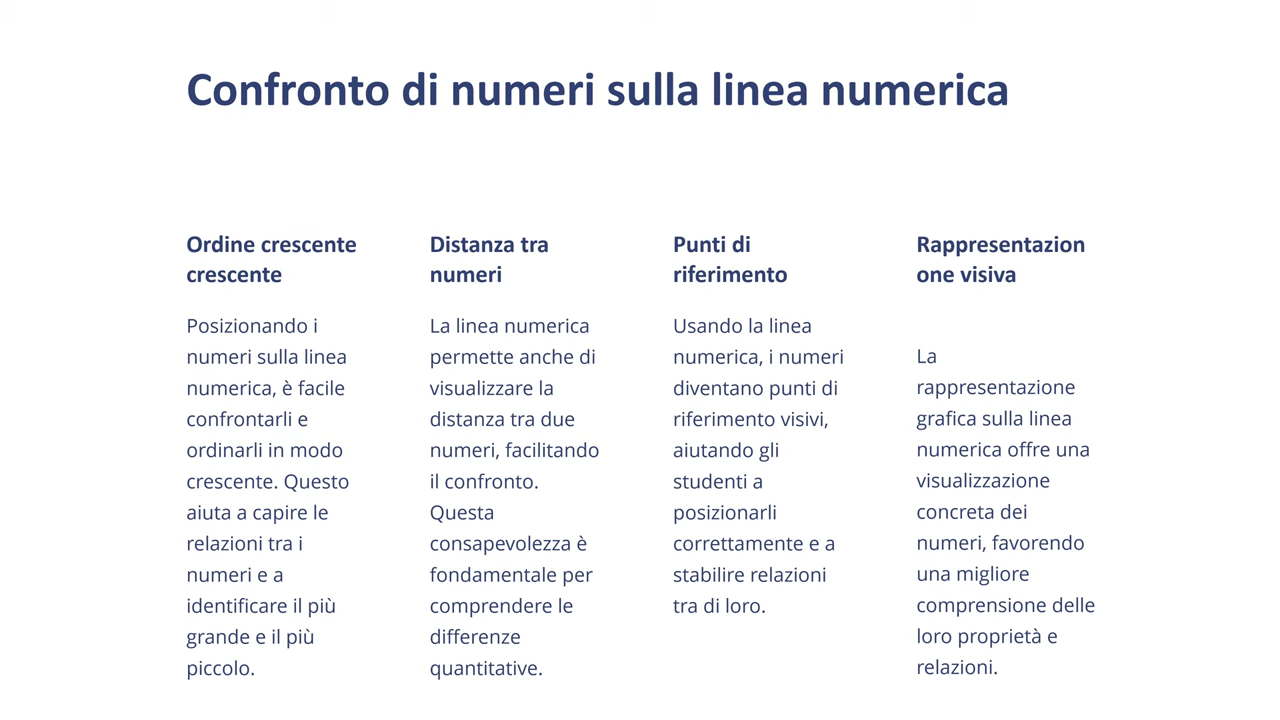 Confronto di numeri sulla linea numerica
Ordine crescente
crescente
Posizionando i
numeri sulla linea
numerica, è facile
confrontarli e
ordinarli in modo
crescente. Questo
aiuta a capire le
relazioni tra i
numeri e a
identificare il più
grande e il più
piccolo.
Distanza tra
numeri
La linea numerica
permette anche di
visualizzare la
distanza tra due
numeri, facilitando
il confronto.
Questa
consapevolezza è
fondamentale per
comprendere le
differenze
quantitative.
Punti di
riferimento
Usando la linea
numerica, i numeri
diventano punti di
riferimento visivi,
aiutando gli
studenti a
posizionarli
correttamente e a
stabilire relazioni
tra di loro.
Rappresentazion
one visiva
La
rappresentazione
grafica sulla linea
numerica offre una
visualizzazione
concreta dei
numeri, favorendo
una migliore
comprensione delle
loro proprietà e
relazioni.